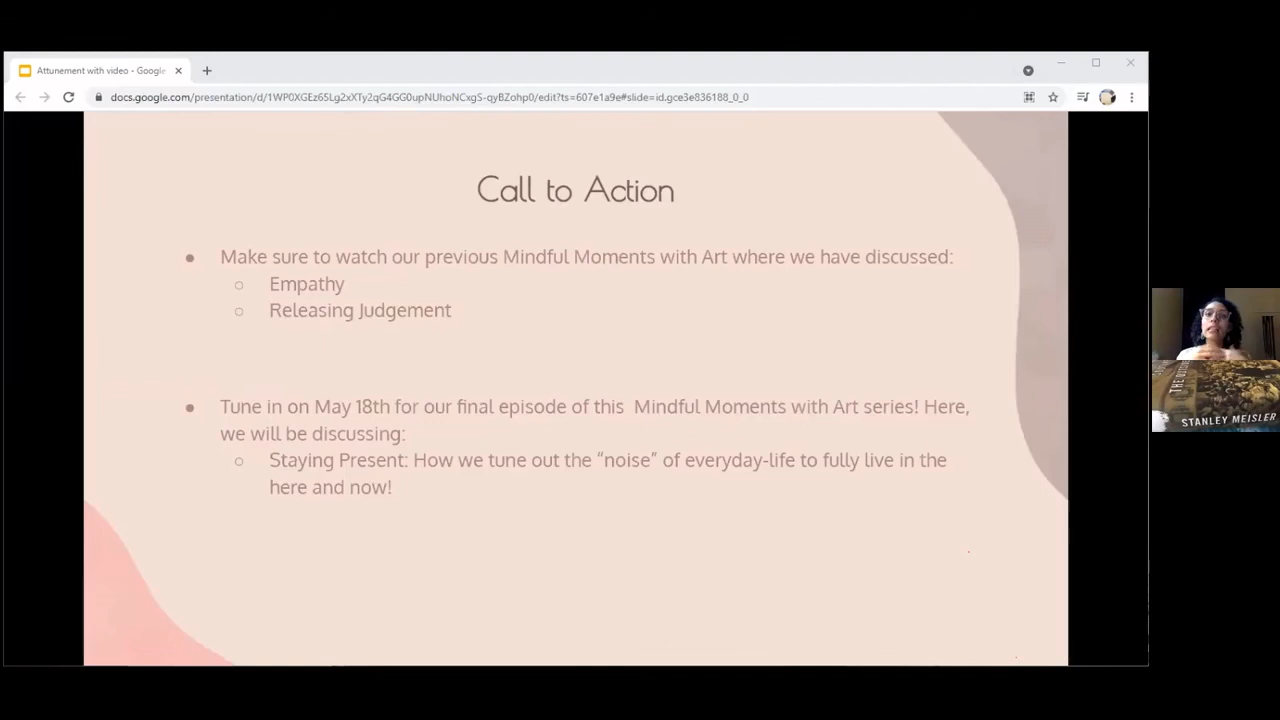 Attunement with video - Google
docs.google.com/presentation/d/1WP0XGEz65Lg2xXTy2qG4GG0upNUhoNCxgS-qyBZohp0/edit?ts=607e1a9e#slide=id.gce3e836188_0_0
Call to Action
● Make sure to watch our previous Mindful Moments with Art where we have discussed:
○ Empathy
○ Releasing Judgement
● Tune in on May 18th for our final episode of this Mindful Moments with Art series! Here,
we will be discussing:
○ Staying Present: How we tune out the “noise” of everyday-life to fully live in the
here and now!
STANLEY MEISLER